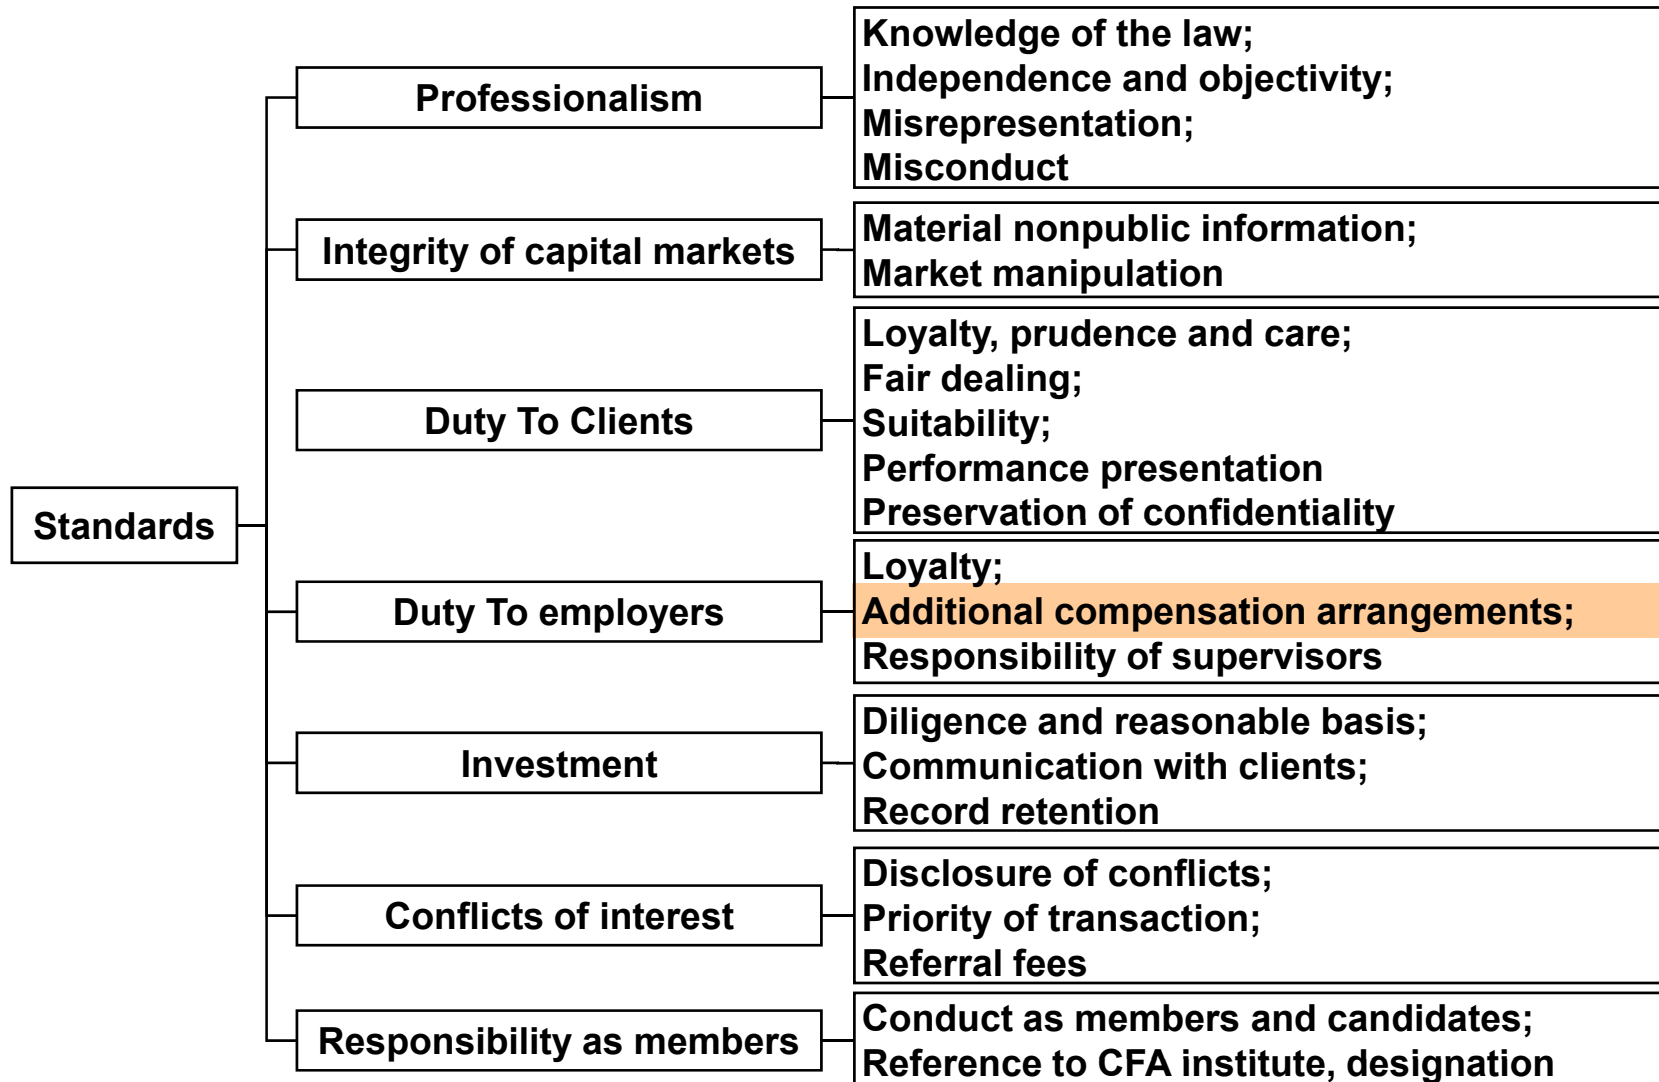 Standards
Professionalism
Knowledge of the law;
Independence and objectivity;
Misrepresentation;
Misconduct
Integrity of capital markets
Material nonpublic information;
Market manipulation
Duty To Clients
Loyalty, prudence and care;
Fair dealing;
Suitability;
Performance presentation
Preservation of confidentiality
Duty To employers
Loyalty;
Additional compensation arrangements;
Responsibility of supervisors
Investment
Diligence and reasonable basis;
Communication with clients;
Record retention
Conflicts of interest
Disclosure of conflicts;
Priority of transaction;
Referral fees
Responsibility as members
Conduct as members and candidates;
Reference to CFA institute, designation